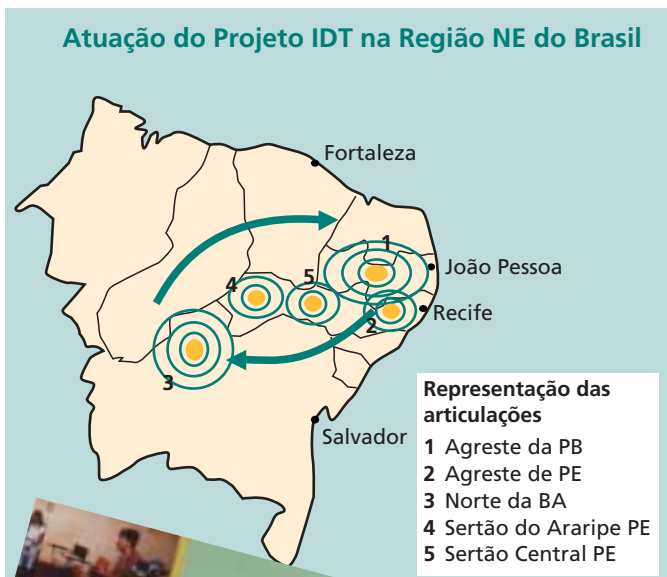 Atuação do Projeto IDT na Região NE do Brasil
Fortaleza
1
João Pessoa
4
5
Recife
2
3
Salvador
Representação das
articulações
1 Agreste da PB
2 Agreste de PE
3 Norte da BA
4 Sertão do Araripe PE
5 Sertão Central PE